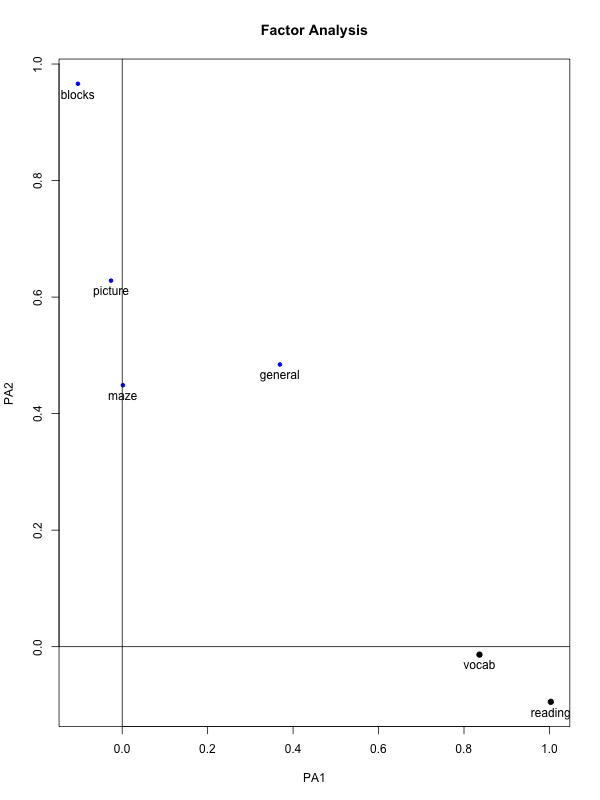 Factor Analysis
1.0
blocks
0.8
picture
0.6
general
maze
PA2
0.4
0.2
0.0
vocab
reading
0.0 0.2 0.4 0.6 0.8 1.0
PA1